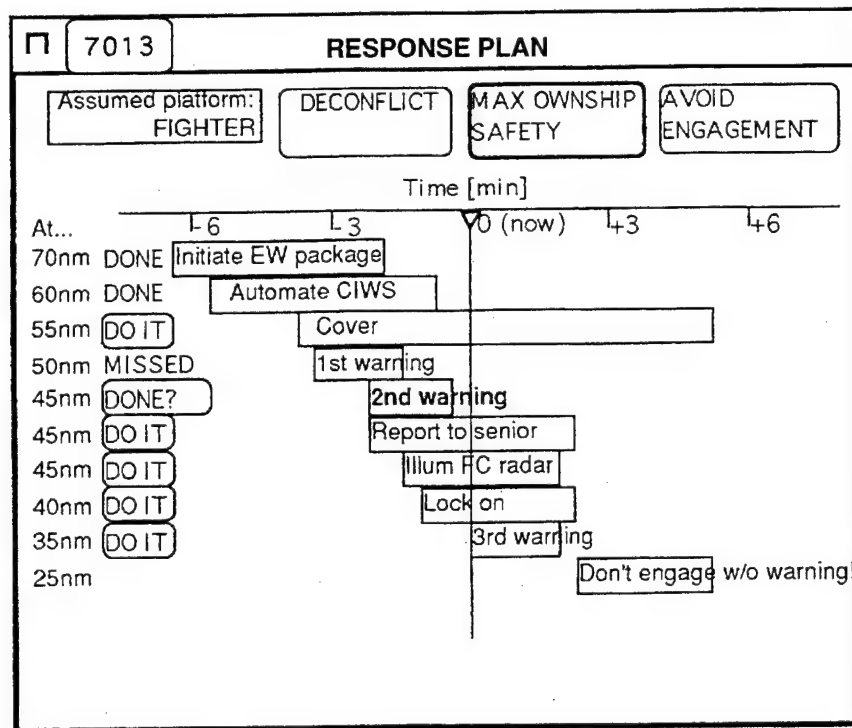 7013 RESPONSE PLAN
Assumed platform: DECONFLICT MAX OWNSHIP AVOID
FIGHTER SAFETY ENGAGEMENT
Time [min]
At... -6 -3 0 (now) +3 +6
70nm DONE Initiate EW package
60nm DONE Automate CIWS
55nm DO IT Cover
50nm MISSED 1st warning
45nm DONE? 2nd warning
45nm DO IT Report to senior
45nm DO IT Illum FC radar
40nm DO IT Lock on
35nm DO IT 3rd warning
25nm Don't engage w/o warning!